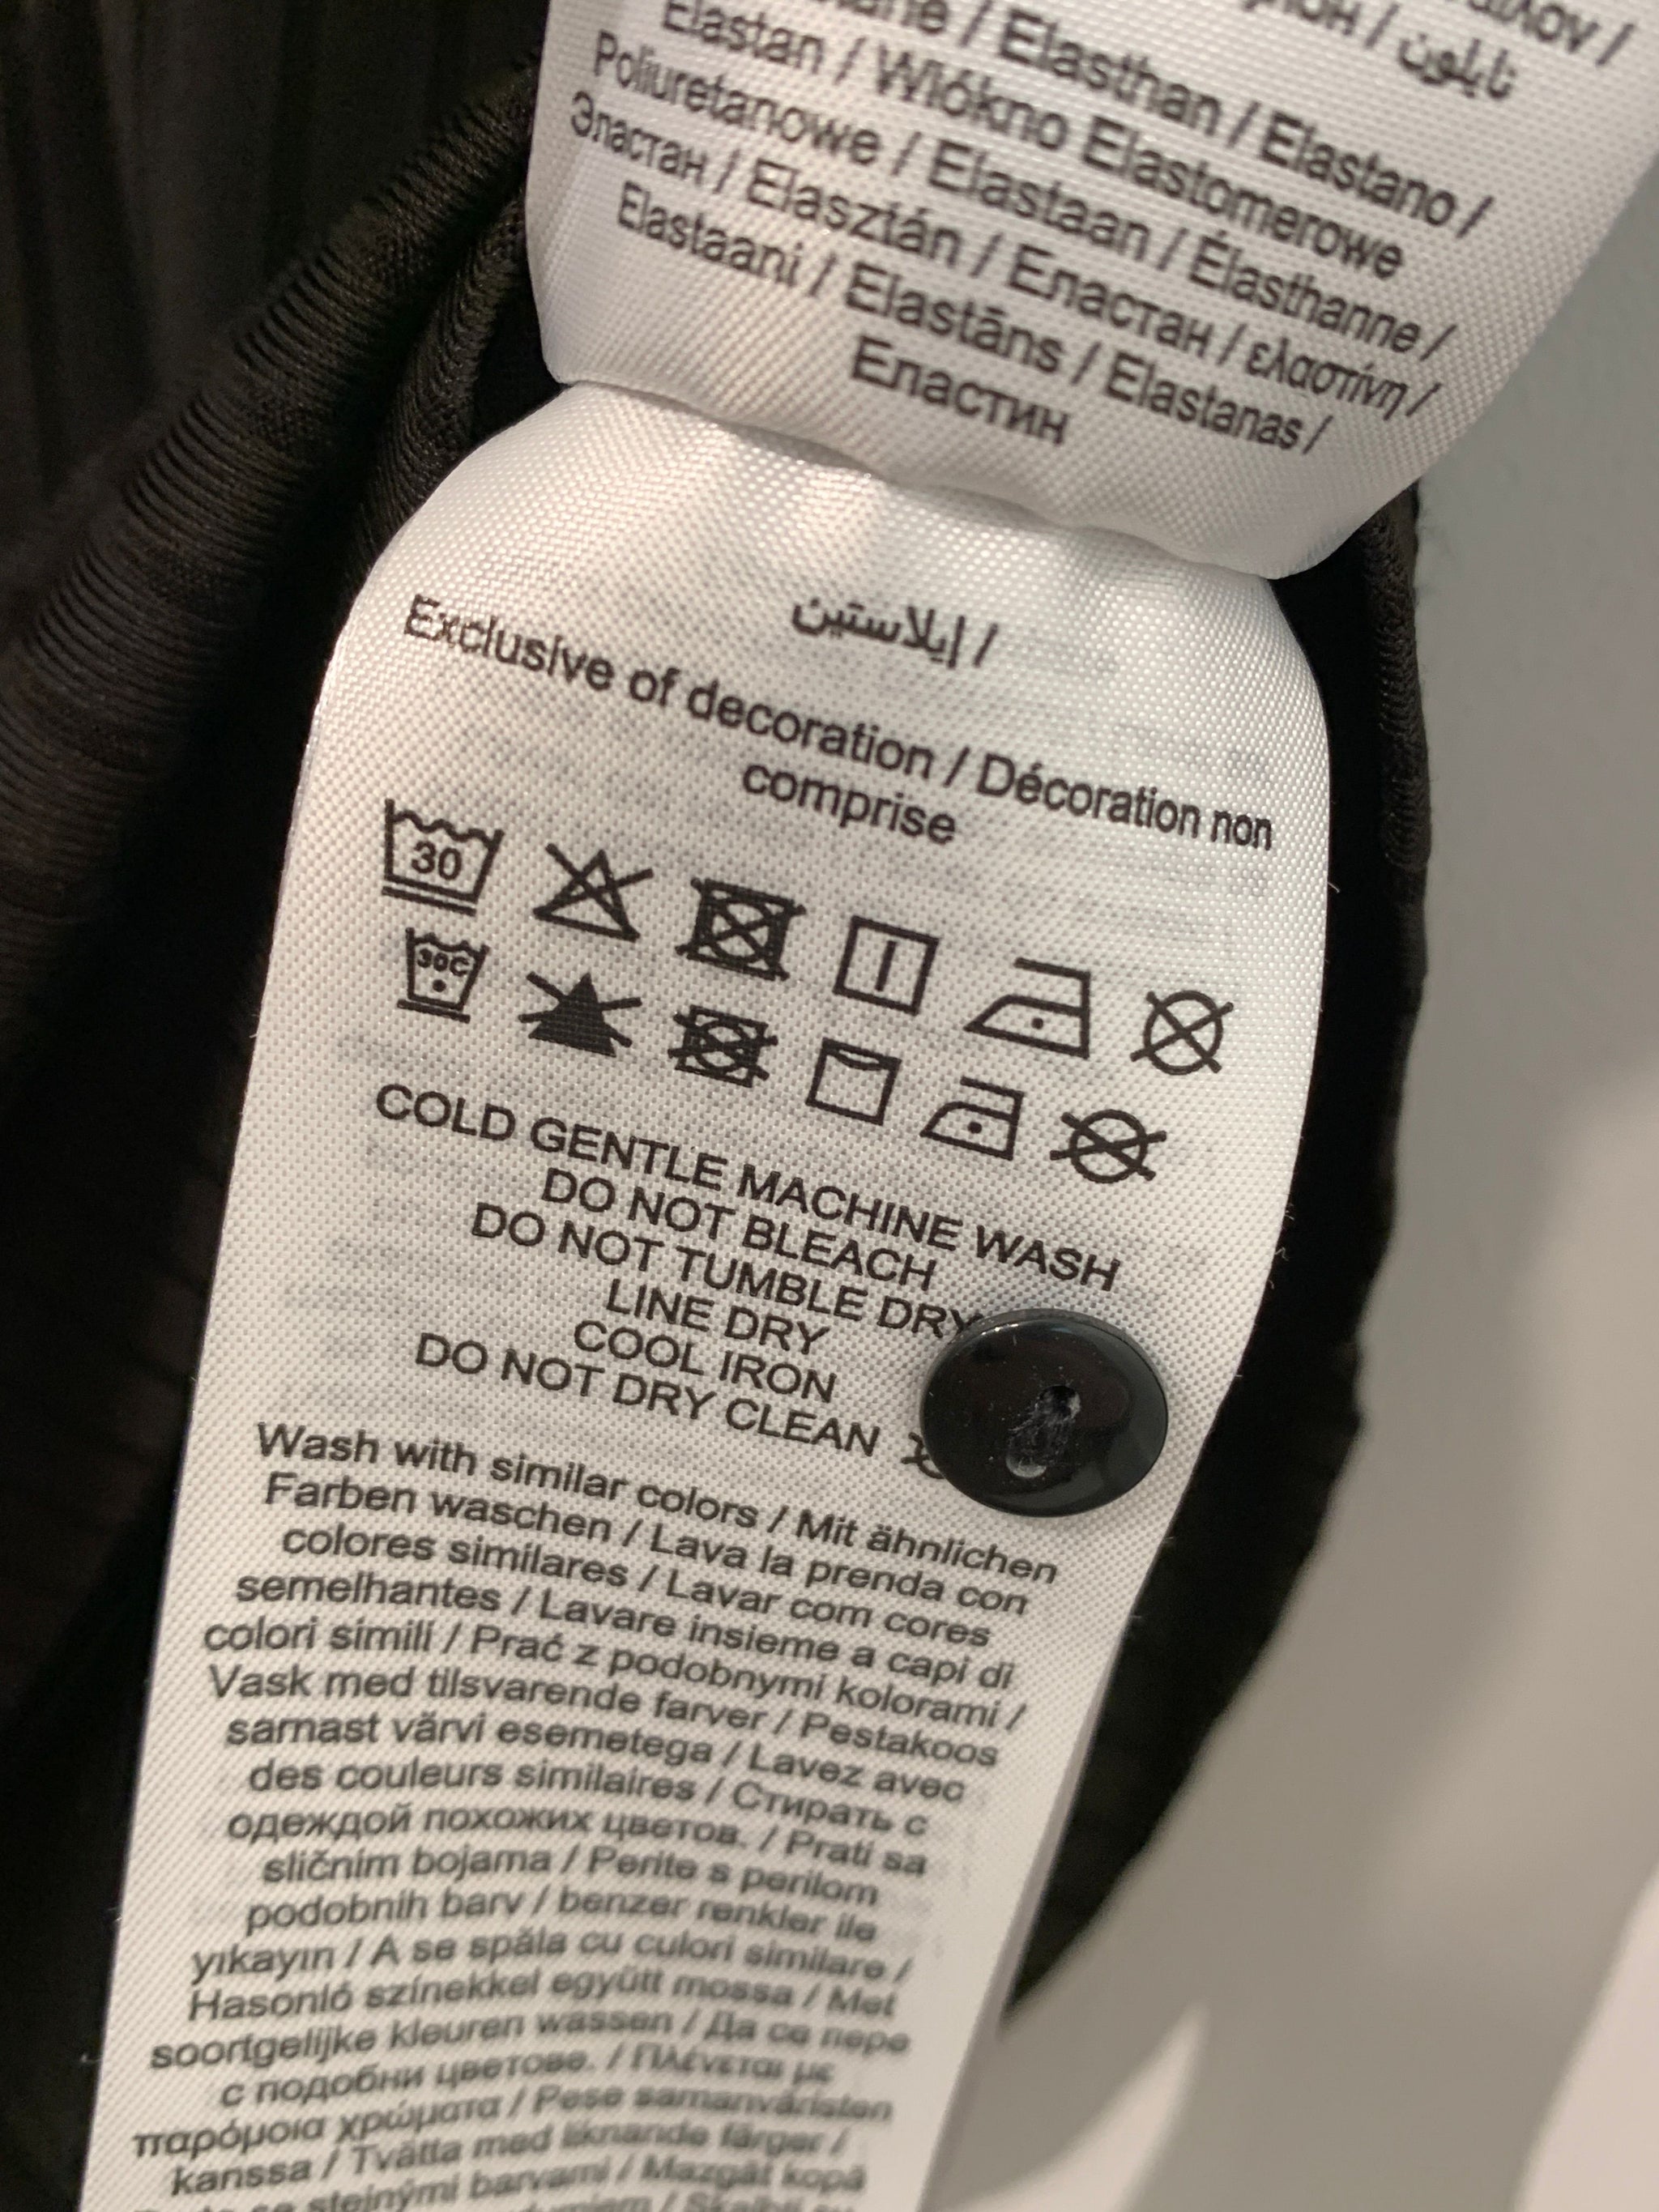 نايلون
Elasthan / Elastano /
Elastan / Włókno Elastomerowe
Poliuretanowe / Elastaan / Élasthanne /
Эластан / Elasztán / Еластан / ελαστίνη /
Elastaani / Elastāns / Elastanas /
Еластин
/ إيلاستين
Exclusive of decoration / Décoration non
comprise
30
30C
COLD GENTLE MACHINE WASH
DO NOT BLEACH
DO NOT TUMBLE DRY
LINE DRY
COOL IRON
DO NOT DRY CLEAN
Wash with similar colors / Mit ähnlichen
Farben waschen / Lava la prenda con
colores similares / Lavar com cores
semelhantes / Lavare insieme a capi di
colori simili / Prać z podobnymi kolorami /
Vask med tilsvarende farver / Pestakoos
sarnast värvi esemetega / Lavez avec
des couleurs similaires / Стирать с
одеждой похожих цветов. / Prati sa
sličnim bojama / Perite s perilom
podobnih barv / benzer renkler ile
yıkayın / A se spăla cu culori similare /
Hasonló színekkel együtt mossa / Met
soortgelijke kleuren wassen / Да се пере
с подобни цветове. / Πλένεται με
παρόμοια χρώματα / Pese samanväristen
kanssa / Tvätta med liknande färger /
stejnými barvami / Mazgāt kopā